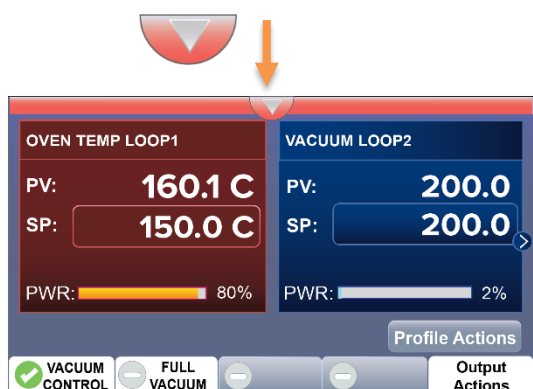 OVEN TEMP LOOP1
PV: 160.1 C
SP: 150.0 C
PWR: 80%
VACUUM LOOP2
PV: 200.0
SP: 200.0
PWR: 2%
Profile Actions
VACUUM
CONTROL
FULL
VACUUM
Output
Actions